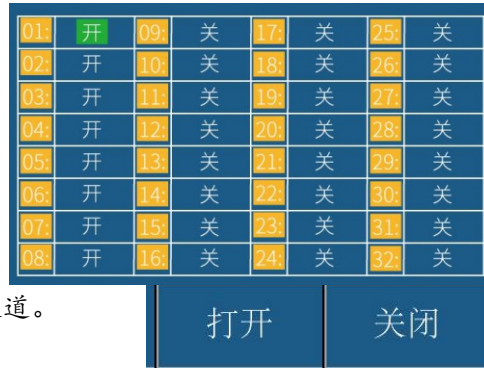 01: 开 09: 关 17: 关 25: 关
02: 开 10: 关 18: 关 26: 关
03: 开 11: 关 19: 关 27: 关
04: 开 12: 关 20: 关 28: 关
05: 开 13: 关 21: 关 29: 关
06: 开 14: 关 22: 关 30: 关
07: 开 15: 关 23: 关 31: 关
08: 开 16: 关 24: 关 32: 关
道。
打开 关闭